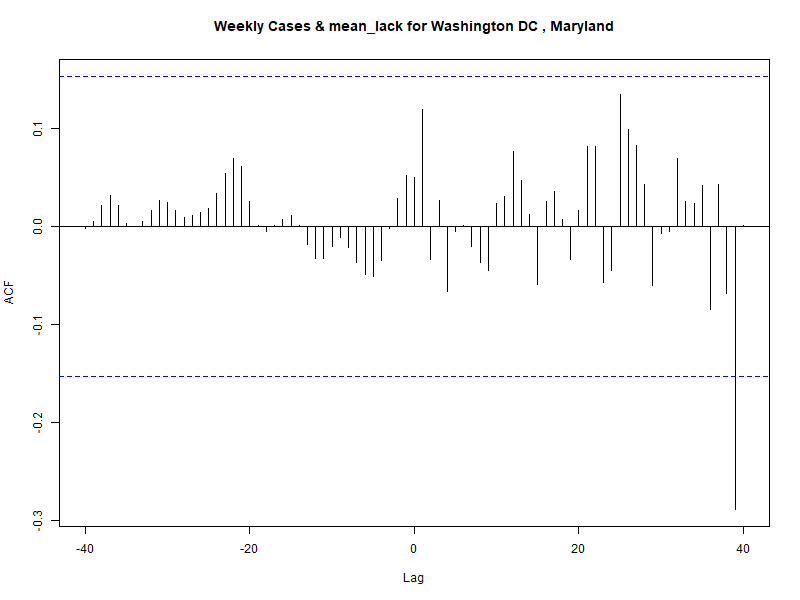 Weekly Cases & mean_lack for Washington DC , Maryland
ACF
0.1
0.0
-0.1
-0.2
-0.3
-40 -20 0 20 40
Lag